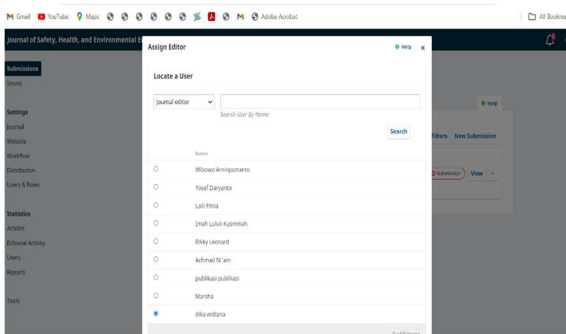 Gmail YouTube Maps Adobe Acrobat All Bookma
Journal of Safety, Health, and Environmental E
Assign Editor Help x
Submissions
Issues
Locate a User
Journal editor
Search User By Name
Search
Help
Settings
Journal
Website
Workflow
Distribution
Users & Roles
Filters New Submission
Submission View
Name
Wibowo Arninputranto
Yosef Daryanto
Laili Fitria
Imah Luluk Kusminah
Rikky Leonard
Achmad Ni'am
publikasi publikasi
Martha
dika widiana
Statistics
Articles
Editorial Activity
Users
Reports
Tools